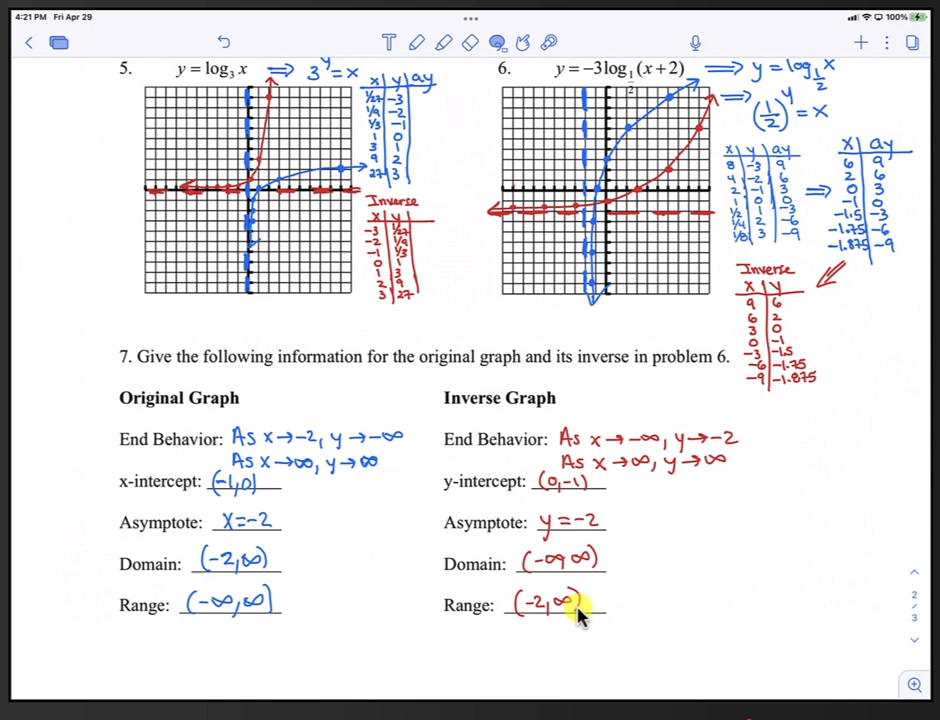 4:21 PM Fri Apr 29
100%
5. y = log₃ x ⇒ 3^y = x
x | y | ay
1/27 | -3
1/9 | -2
1/3 | -1
1 | 0
3 | 1
9 | 2
27 | 3
Inverse
x | y
-3 | 1/27
-2 | 1/9
-1 | 1/3
0 | 1
1 | 3
2 | 9
3 | 27
6. y = −3log_{1/2}(x + 2) ⇒ y = log_{1/2} x
⇒ (1/2)^y = x
x | y | ay
8 | -3 | 9
4 | -2 | 6
2 | -1 | 3
1 | 0 | 0
1/2 | 1 | -3
1/4 | 2 | -6
1/8 | 3 | -9
⇒
x | ay
6 | 9
2 | 6
0 | 3
-1 | 0
-1.5 | -3
-1.75 | -6
-1.875 | -9
Inverse
x | y
9 | 6
6 | 2
3 | 0
0 | -1
-3 | -1.5
-6 | -1.75
-9 | -1.875
7. Give the following information for the original graph and its inverse in problem 6.
Original Graph
End Behavior: As x → -2, y → -∞
As x → ∞, y → ∞
x-intercept: (-1,0)
Asymptote: x = -2
Domain: (-2, ∞)
Range: (-∞, ∞)
Inverse Graph
End Behavior: As x → -∞, y → -2
As x → ∞, y → ∞
y-intercept: (0,-1)
Asymptote: y = -2
Domain: (-∞, ∞)
Range: (-2, ∞)
2
/
3